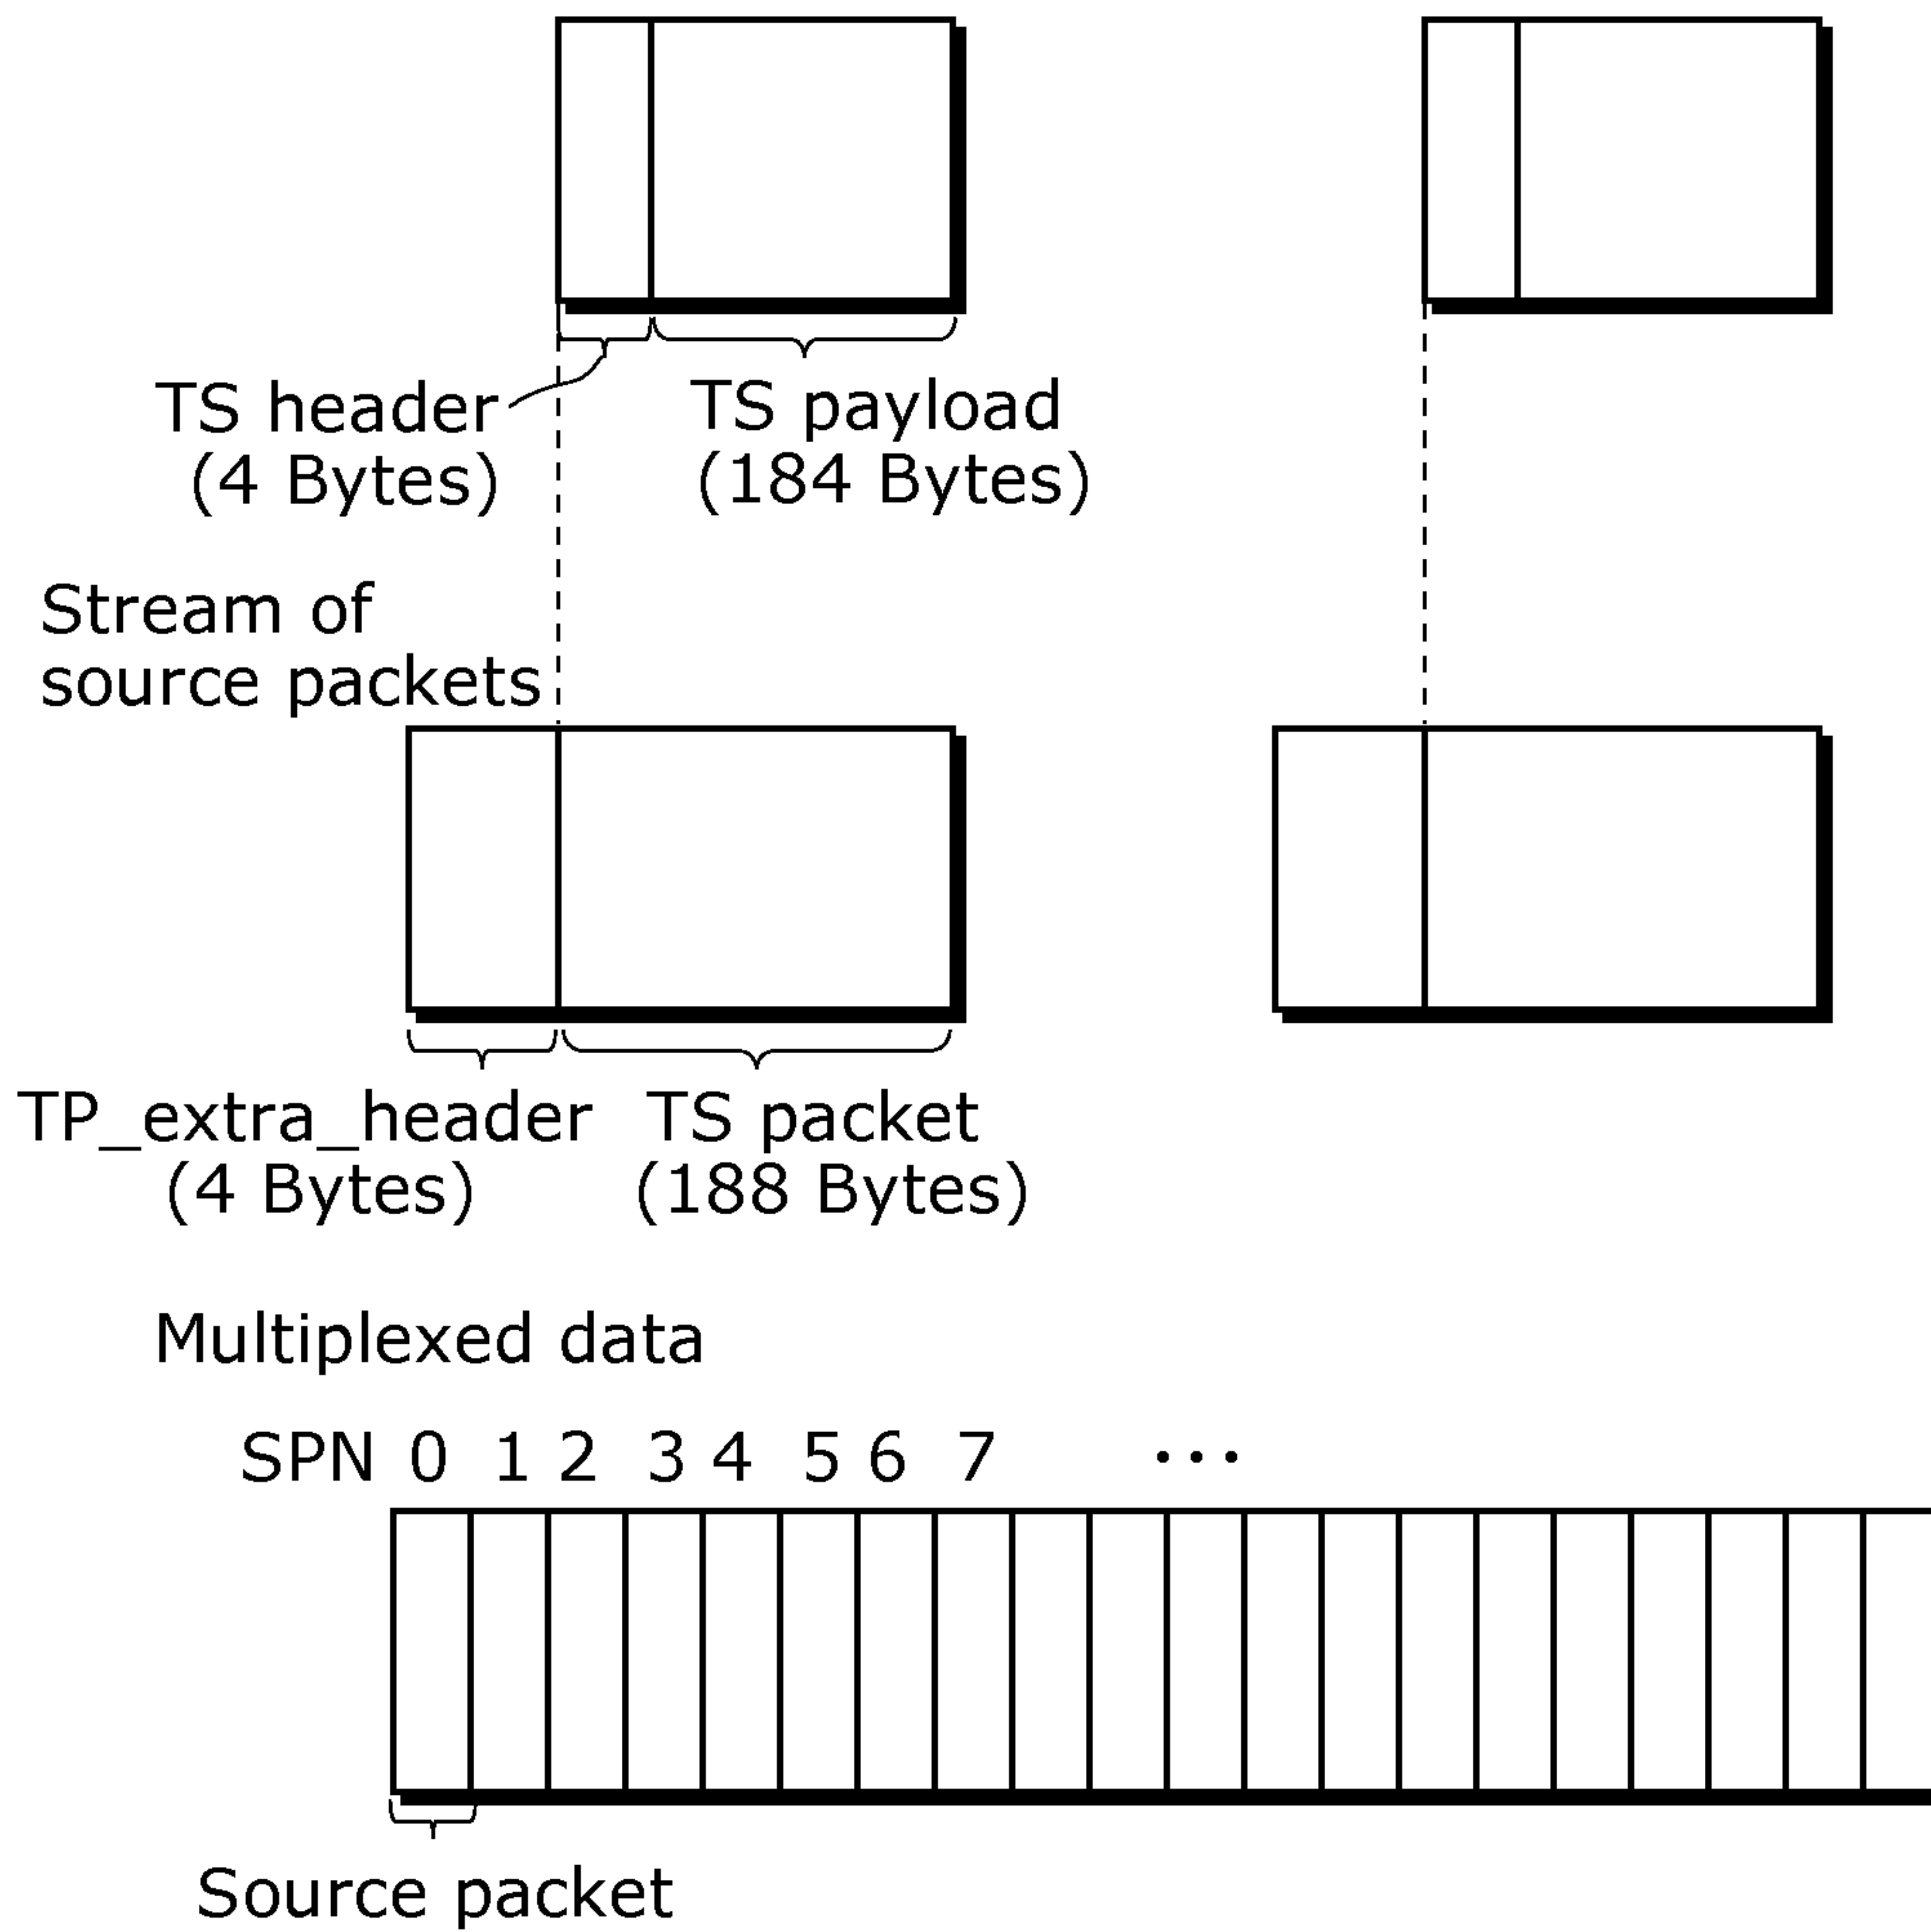 TS header
(4 Bytes)
TS payload
(184 Bytes)
Stream of
source packets
TP_extra_header
(4 Bytes)
TS packet
(188 Bytes)
Multiplexed data
SPN 0 1 2 3 4 5 6 7 ...
Source packet